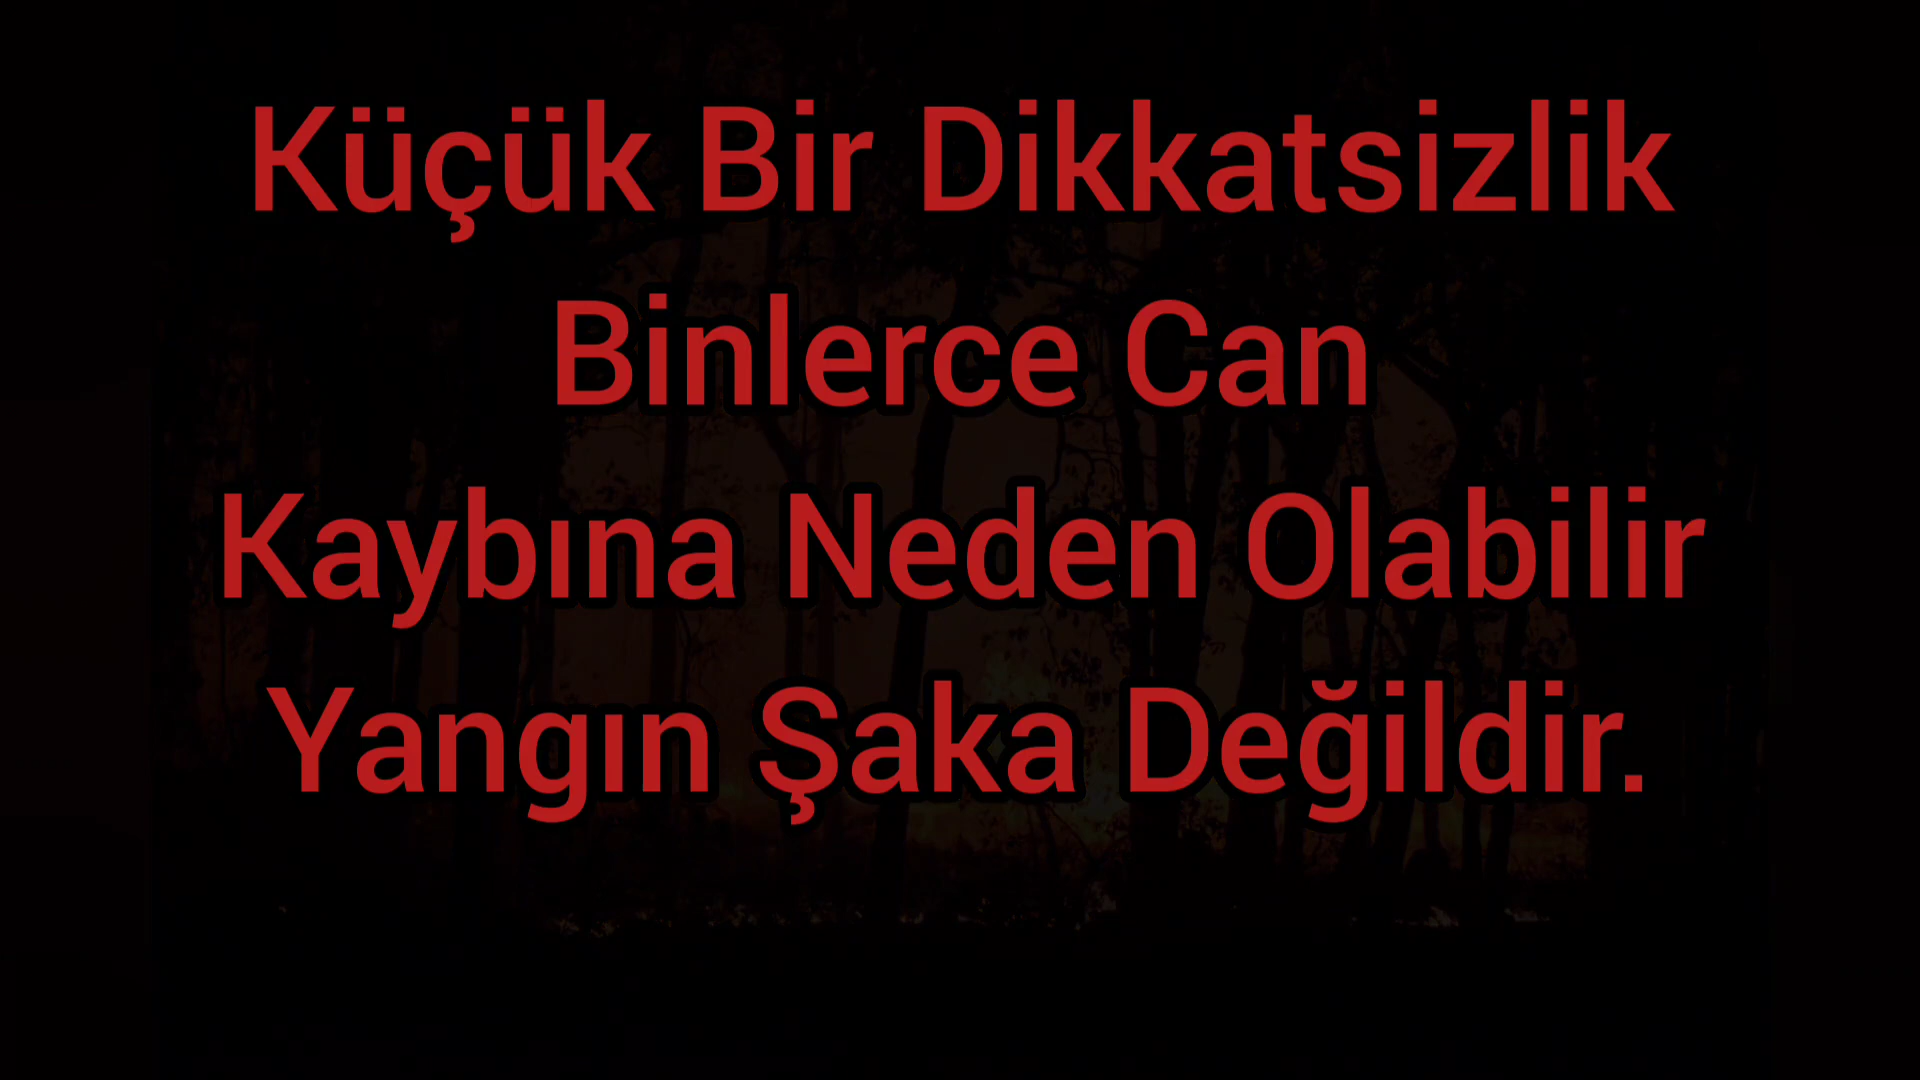 Küçük Bir Dikkatsizlik
Binlerce Can
Kaybına Neden Olabilir
Yangın Şaka Değildir.